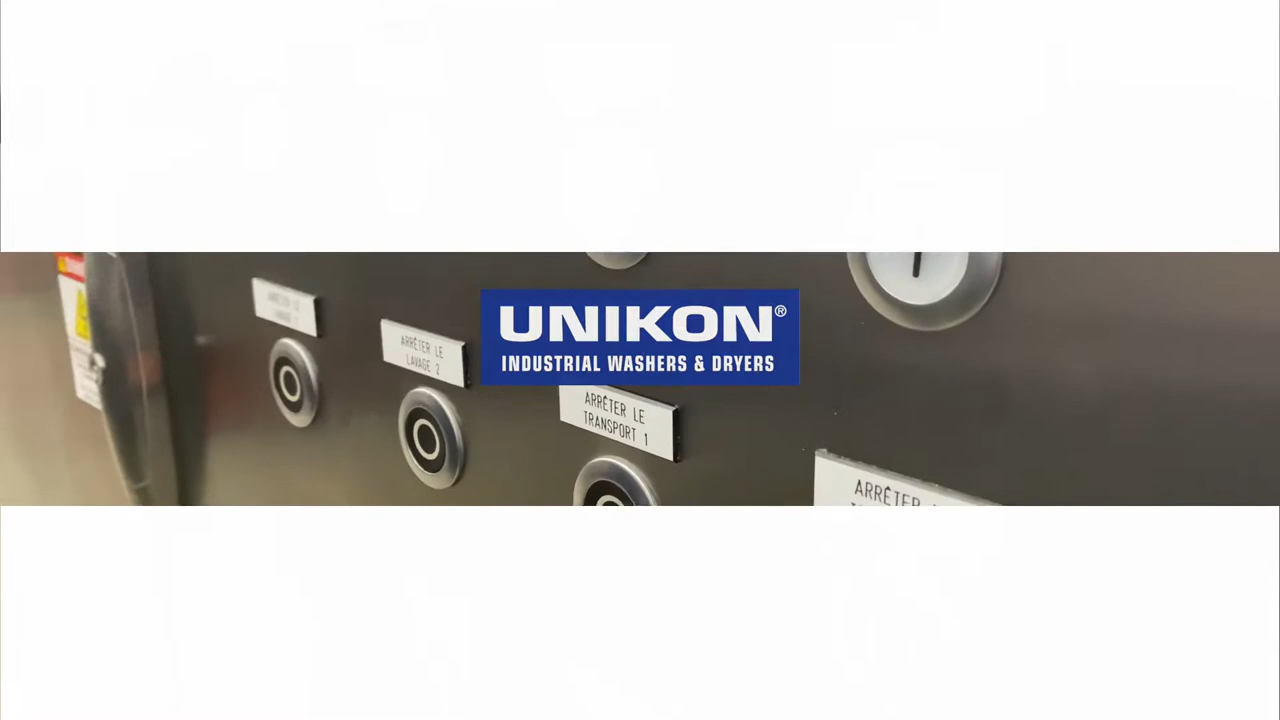 UNIKON®
INDUSTRIAL WASHERS & DRYERS
ARRÊTER LE
LAVAGE 2
ARRÊTER LE
TRANSPORT 1
ARRÊTER